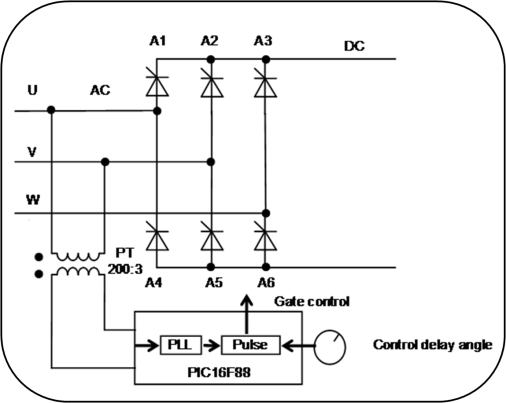 A1 A2 A3 DC
U AC
V
W
PT
200:3
A4 A5 A6
Gate control
PLL Pulse Control delay angle
PIC16F88